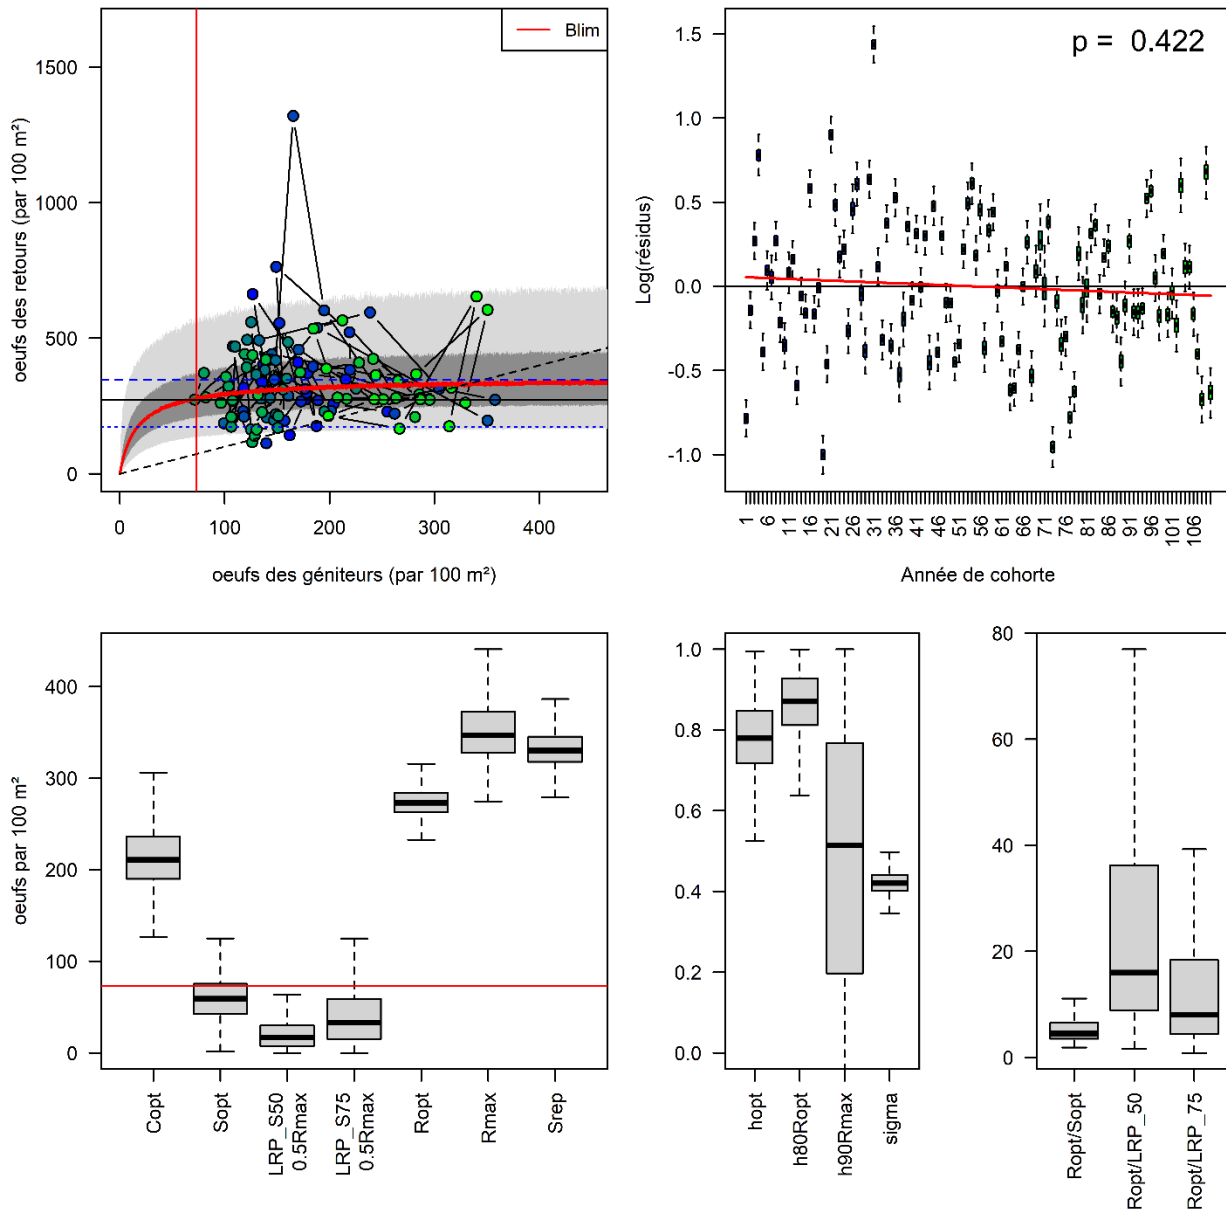 Blim
1500
1000
500
0
oeufs des retours (par 100 m²)
0 100 200 300 400
oeufs des géniteurs (par 100 m²)
p = 0.422
1.5
1.0
0.5
0.0
-0.5
-1.0
Log(résidus)
1 6 11 16 21 26 31 36 41 46 51 56 61 66 71 76 81 86 91 96 101 106
Année de cohorte
400
300
200
100
0
oeufs par 100 m²
Copt
Sopt
LRP_S50
0.5Rmax
LRP_S75
0.5Rmax
Ropt
Rmax
Srep
1.0
0.8
0.6
0.4
0.2
0.0
hopt
h80Ropt
h90Rmax
sigma
80
60
40
20
0
Ropt/Sopt
Ropt/LRP_50
Ropt/LRP_75